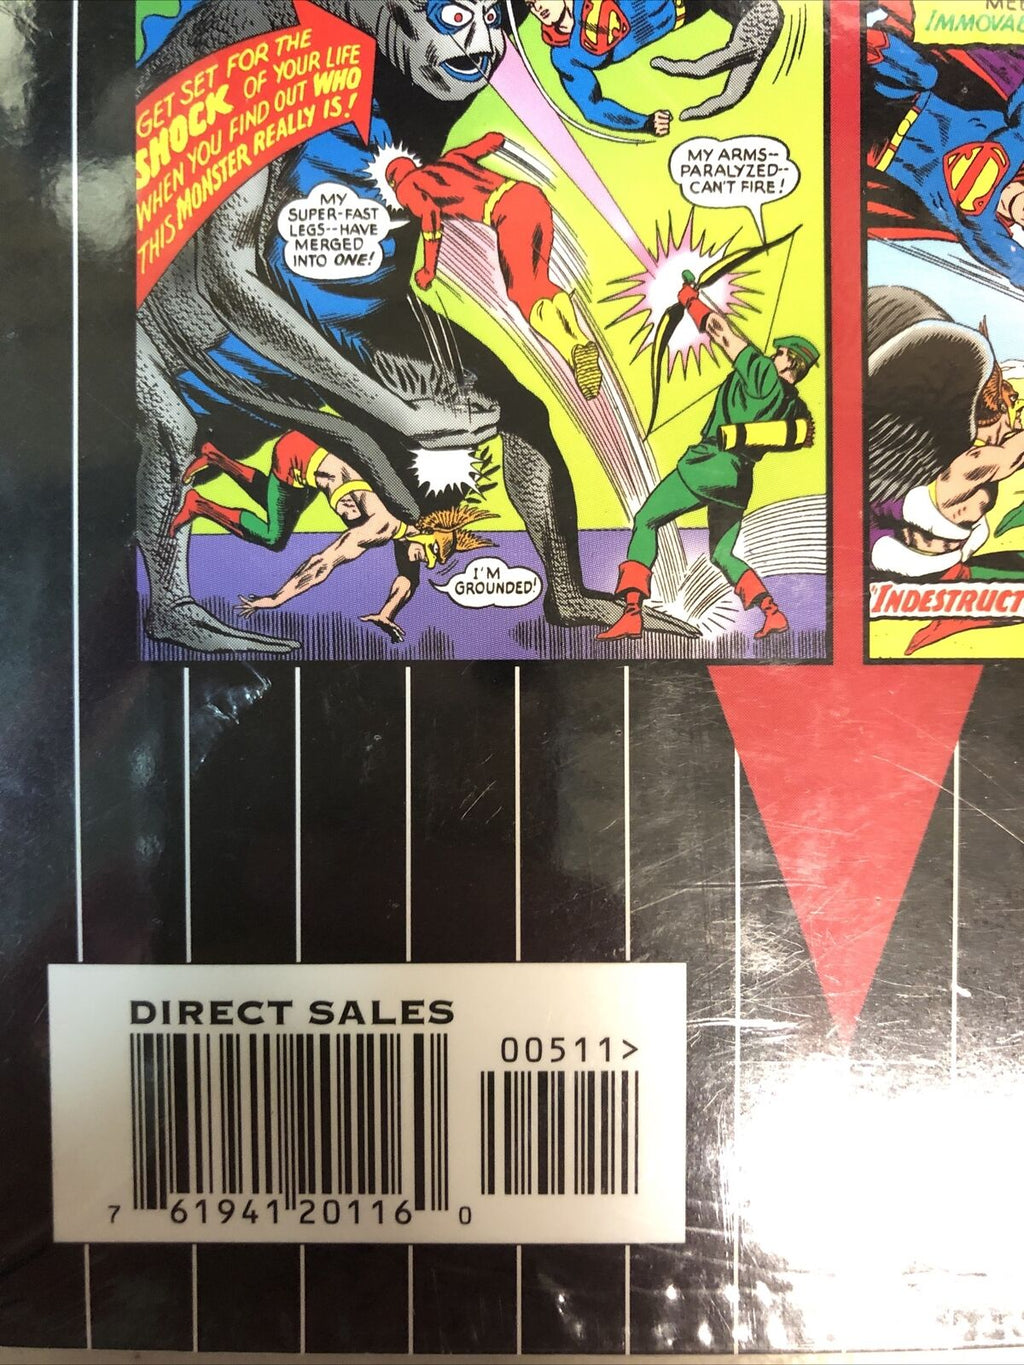 GET SET FOR THE
SHOCK OF YOUR LIFE
WHEN YOU FIND OUT WHO
THIS MONSTER REALLY IS!
MY
SUPER-FAST
LEGS--HAVE
MERGED
INTO ONE!
MY ARMS--
PARALYZED--
CAN'T FIRE!
I'M
GROUNDED!
"INDESTRUCT
DIRECT SALES
00511>
7 61941 20116 0